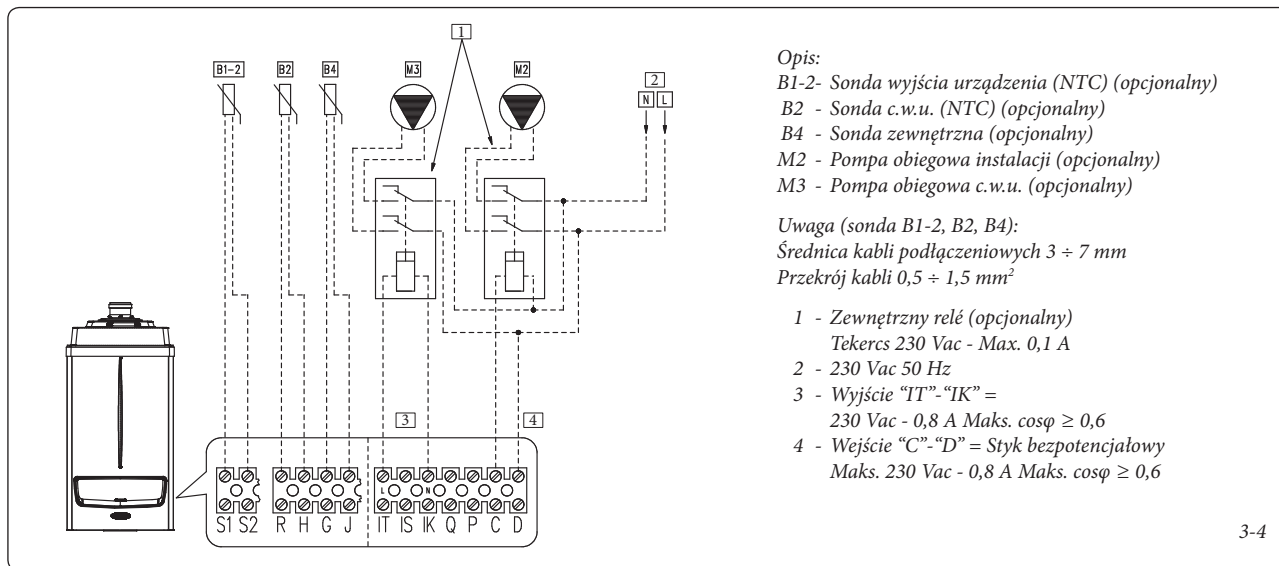 1
B1-2 B2 B4 M3 M2 2
N L
3 4
L N
S1 S2 R H G J IT IS IK Q P C D
Opis:
B1-2- Sonda wyjścia urządzenia (NTC) (opcjonalny)
B2 - Sonda c.w.u. (NTC) (opcjonalny)
B4 - Sonda zewnętrzna (opcjonalny)
M2 - Pompa obiegowa instalacji (opcjonalny)
M3 - Pompa obiegowa c.w.u. (opcjonalny)
Uwaga (sonda B1-2, B2, B4):
Średnica kabli podłączeniowych 3 ÷ 7 mm
Przekrój kabli 0,5 ÷ 1,5 mm²
1 - Zewnętrzny relé (opcjonalny)
Tekercs 230 Vac - Max. 0,1 A
2 - 230 Vac 50 Hz
3 - Wyjście “IT”-“IK” =
230 Vac - 0,8 A Maks. cosφ ≥ 0,6
4 - Wejście “C”-“D” = Styk bezpotencjałowy
Maks. 230 Vac - 0,8 A Maks. cosφ ≥ 0,6
3-4